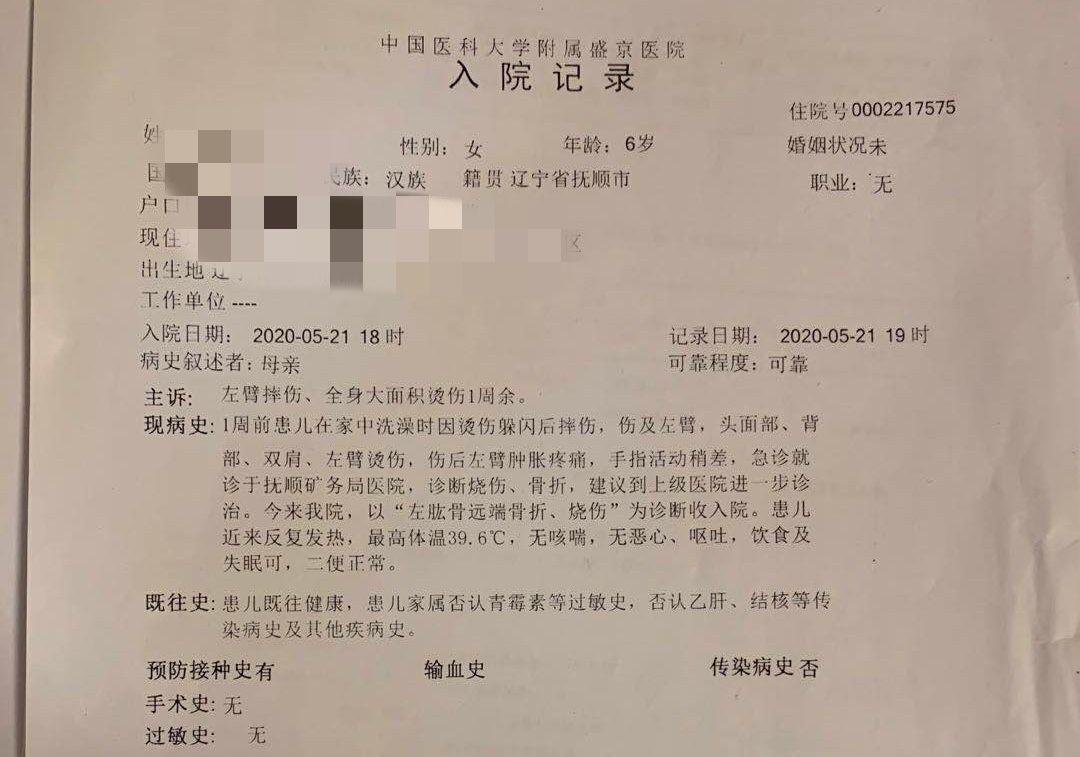 中国医科大学附属盛京医院
入院记录
住院号0002217575
姓 性别: 女 年龄: 6岁 婚姻状况未
国 民族: 汉族 籍贯 辽宁省抚顺市 职业: 无
户口
现住 区
出生地 辽
工作单位 ----
入院日期: 2020-05-21 18时 记录日期: 2020-05-21 19时
病史叙述者: 母亲 可靠程度: 可靠
主诉: 左臂摔伤、全身大面积烫伤1周余。
现病史: 1周前患儿在家中洗澡时因烫伤躲闪后摔伤，伤及左臂，头面部、背
部、双肩、左臂烫伤，伤后左臂肿胀疼痛，手指活动稍差，急诊就
诊于抚顺矿务局医院，诊断烧伤、骨折，建议到上级医院进一步诊
治。今来我院，以“左肱骨远端骨折、烧伤”为诊断收入院。患儿
近来反复发热，最高体温39.6℃，无咳喘，无恶心、呕吐，饮食及
失眠可，二便正常。
既往史: 患儿既往健康，患儿家属否认青霉素等过敏史，否认乙肝、结核等传
染病史及其他疾病史。
预防接种史有 输血史 传染病史 否
手术史: 无
过敏史: 无